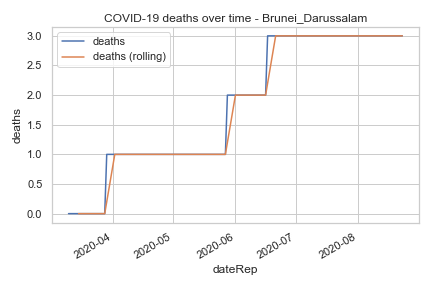 COVID-19 deaths over time - Brunei_Darussalam
deaths
deaths (rolling)
3.0
2.5
2.0
1.5
1.0
0.5
0.0
deaths
2020-04
2020-05
2020-06
2020-07
2020-08
dateRep